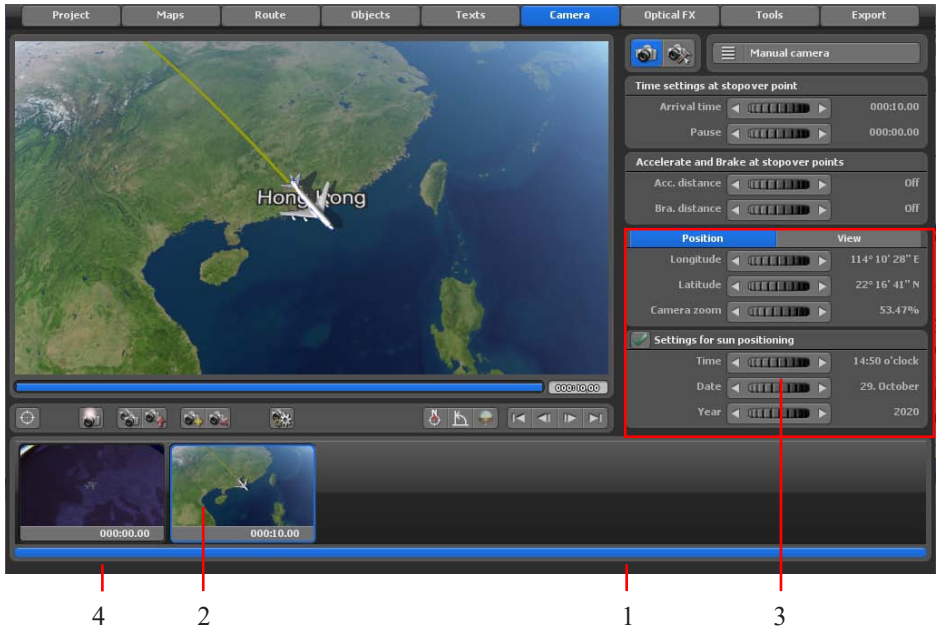 Project Maps Route Objects Texts Camera Optical FX Tools Export
Manual camera
Time settings at stopover point
Arrival time 000:10.00
Pause 000:00.00
Accelerate and Brake at stopover points
Acc. distance Off
Bra. distance Off
Position View
Longitude 114° 10' 28" E
Latitude 22° 16' 41" N
Camera zoom 53.47%
Settings for sun positioning
Time 14:50 o'clock
Date 29. October
Year 2020
Hong Kong
000:10.00
N
000:00.00 000:10.00
4 2 1 3